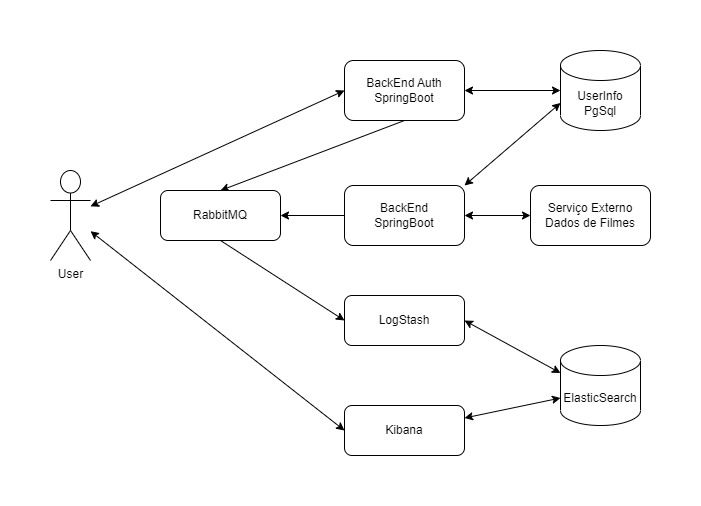 BackEnd Auth
SpringBoot
UserInfo
PgSql
RabbitMQ
BackEnd
SpringBoot
Serviço Externo
Dados de Filmes
User
LogStash
ElasticSearch
Kibana